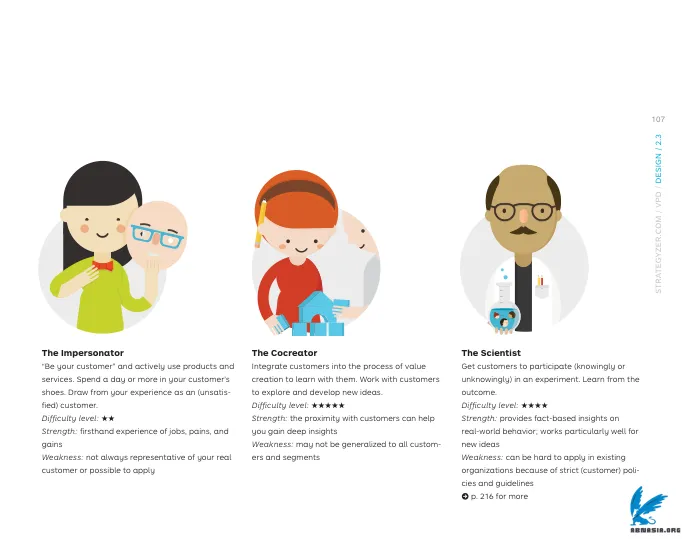 107
STRATEGYZER.COM / VPD / DESIGN / 2.3
The Impersonator
"Be your customer" and actively use products and
services. Spend a day or more in your customer's
shoes. Draw from your experience as an (unsatis-
fied) customer.
Difficulty level: ★★
Strength: firsthand experience of jobs, pains, and
gains
Weakness: not always representative of your real
customer or possible to apply
The Cocreator
Integrate customers into the process of value
creation to learn with them. Work with customers
to explore and develop new ideas.
Difficulty level: ★★★★★
Strength: the proximity with customers can help
you gain deep insights
Weakness: may not be generalized to all custom-
ers and segments
The Scientist
Get customers to participate (knowingly or
unknowingly) in an experiment. Learn from the
outcome.
Difficulty level: ★★★★
Strength: provides fact-based insights on
real-world behavior; works particularly well for
new ideas
Weakness: can be hard to apply in existing
organizations because of strict (customer) poli-
cies and guidelines
➲ p. 216 for more
AGNASIA.ORG